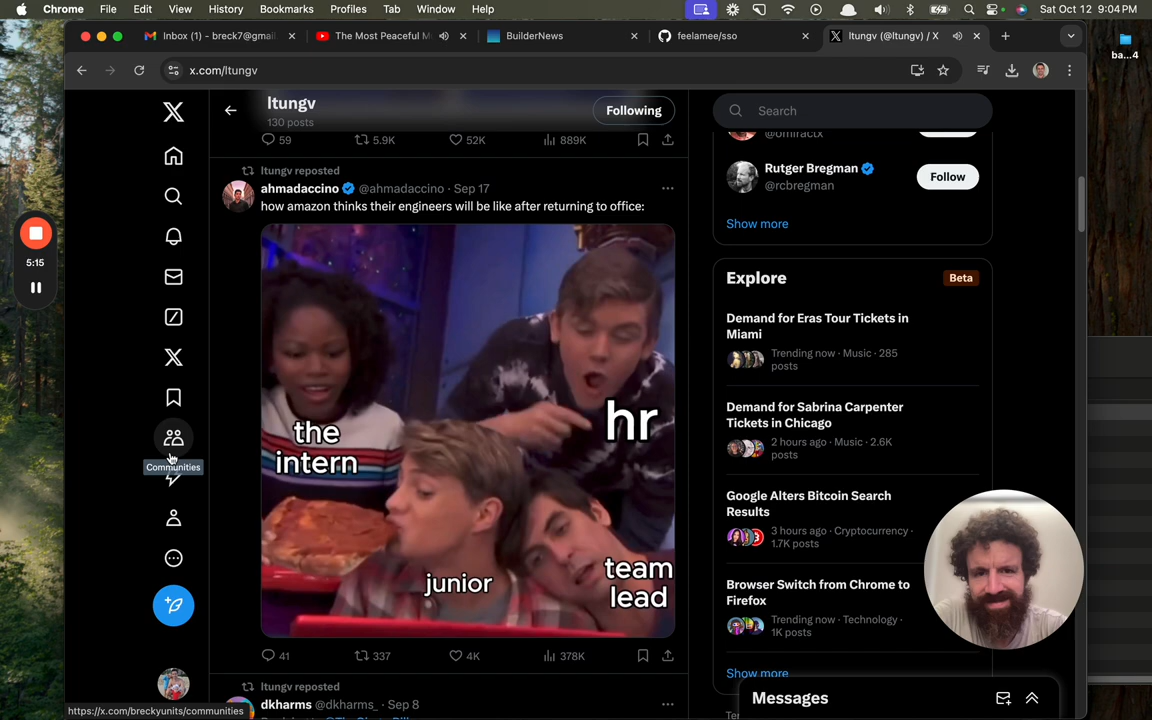 Chrome File Edit View History Bookmarks Profiles Tab Window Help
Sat Oct 12 9:04 PM
Inbox (1) - breck7@gmail
The Most Peaceful M
BuilderNews
feelamee/sso
ltungv (@ltungv) / X
x.com/ltungv
ba...4
5:15
ltungv
130 posts
Following
Search
59 5.9K 52K 889K
ltungv reposted
ahmadaccino @ahmadaccino · Sep 17
how amazon thinks their engineers will be like after returning to office:
the
intern
hr
junior
team
lead
41 337 4K 378K
ltungv reposted
dkharms @dkharms_ · Sep 8
Communities
@omiractx
Rutger Bregman
@rcbregman
Follow
Show more
Explore
Beta
Demand for Eras Tour Tickets in
Miami
Trending now · Music · 285
posts
Demand for Sabrina Carpenter
Tickets in Chicago
2 hours ago · Music · 2.6K
posts
Google Alters Bitcoin Search
Results
3 hours ago · Cryptocurrency ·
1.7K posts
Browser Switch from Chrome to
Firefox
Trending now · Technology ·
1K posts
Show more
Messages
https://x.com/breckyunits/communities